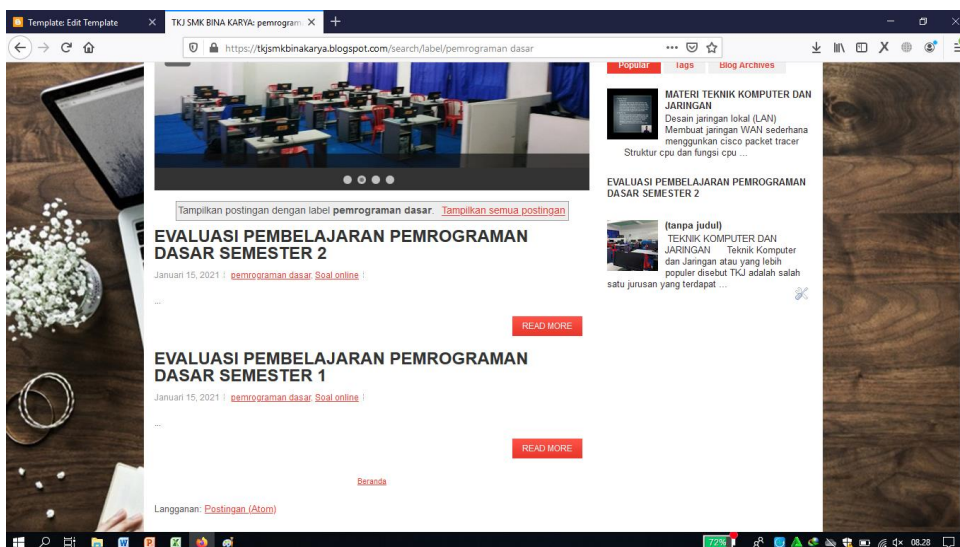 Template: Edit Template
TKJ SMK BINA KARYA: pemrogram
https://tkjsmkbinakarya.blogspot.com/search/label/pemrograman dasar
Popular Tags Blog Archives
MATERI TEKNIK KOMPUTER DAN
JARINGAN
Desain jaringan lokal (LAN)
Membuat jaringan WAN sederhana
menggunkan cisco packet tracer
Struktur cpu dan fungsi cpu ...
EVALUASI PEMBELAJARAN PEMROGRAMAN
DASAR SEMESTER 2
(tanpa judul)
TEKNIK KOMPUTER DAN
JARINGAN Teknik Komputer
dan Jaringan atau yang lebih
populer disebut TKJ adalah salah
satu jurusan yang terdapat ...
Tampilkan postingan dengan label pemrograman dasar. Tampilkan semua postingan
EVALUASI PEMBELAJARAN PEMROGRAMAN
DASAR SEMESTER 2
Januari 15, 2021 pemrograman dasar Soal online
...
READ MORE
EVALUASI PEMBELAJARAN PEMROGRAMAN
DASAR SEMESTER 1
Januari 15, 2021 pemrograman dasar Soal online
...
READ MORE
Beranda
Langganan: Postingan (Atom)
72% 08.28